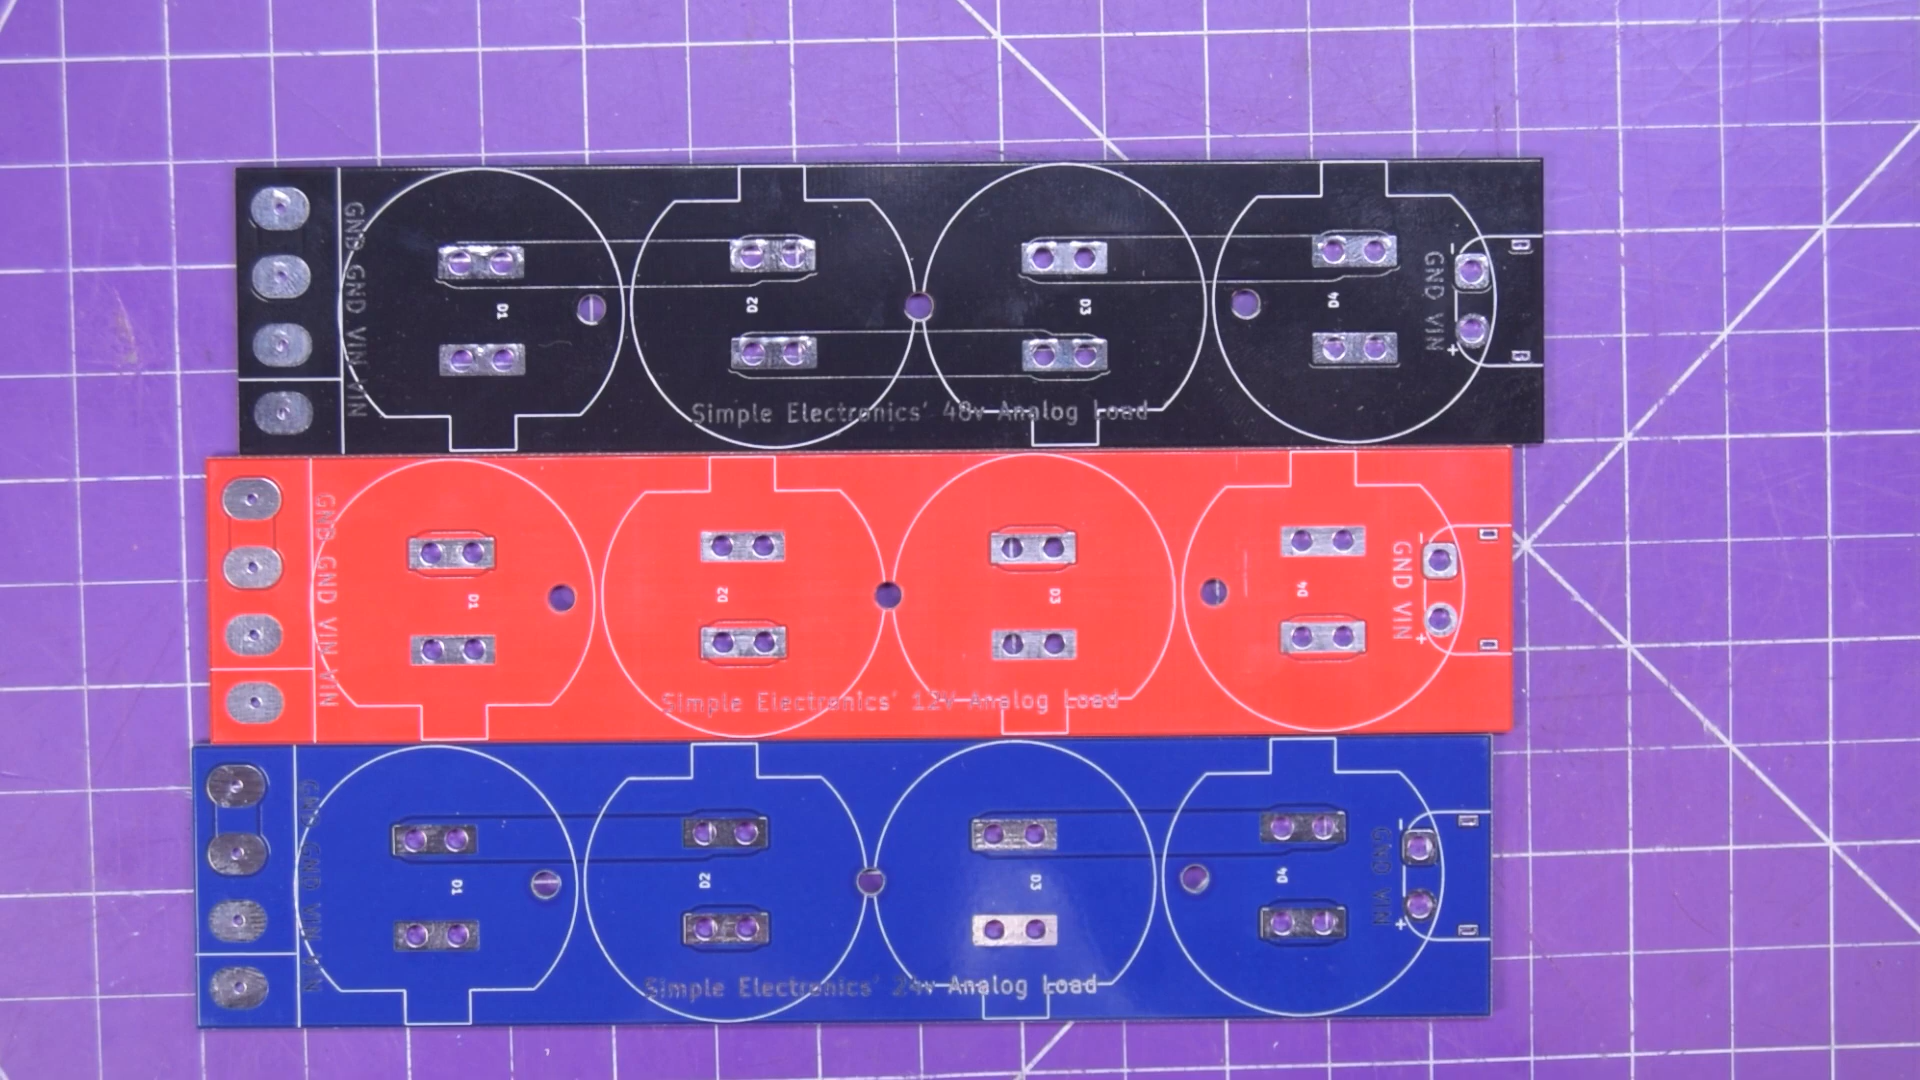 GND GND VIN VIN
D1
D2
D3
D4
- GND VIN +
B
B
Simple Electronics' 48v Analog Load
GND GND VIN VIN
D1
D2
D3
D4
- GND VIN +
Simple Electronics' 12V Analog Load
GND GND VIN VIN
D1
D2
D3
D4
- GND VIN +
Simple Electronics' 24v Analog Load